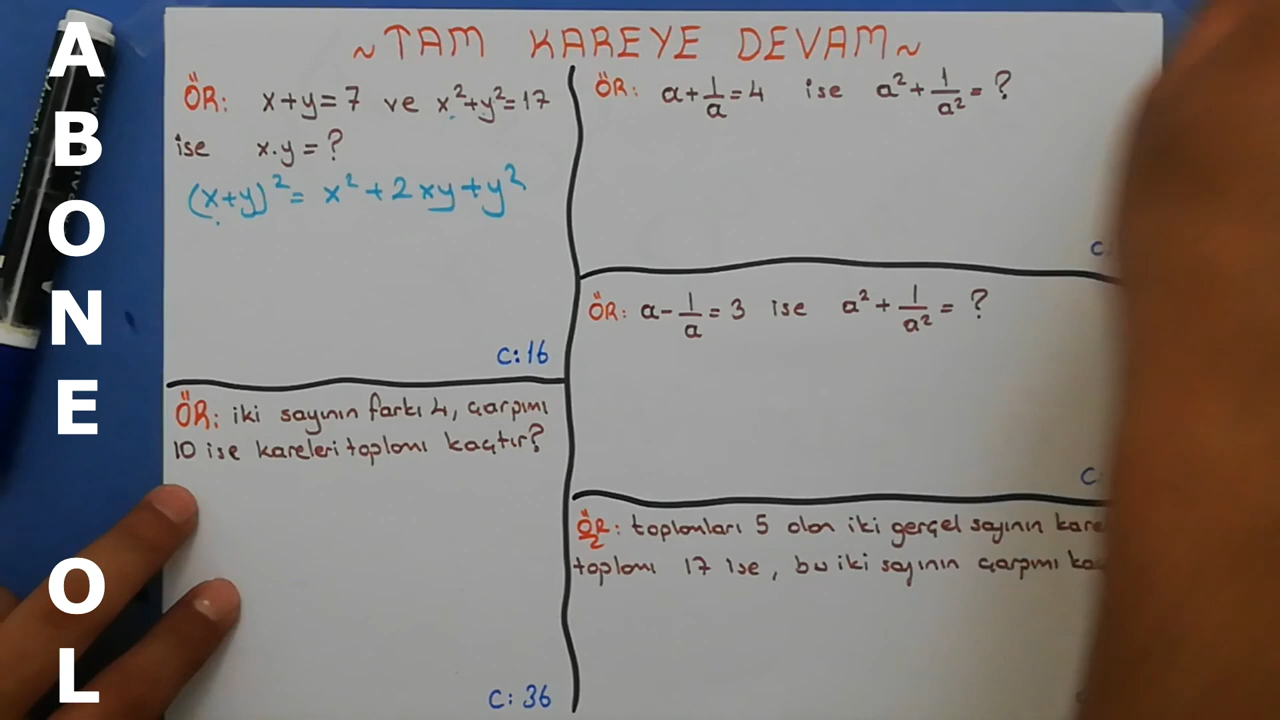 ABONE OL
~TAM KAREYE DEVAM~
ÖR: x+y=7 ve x²+y²=17
ise x.y=?
(x+y)²= x²+2xy+y²
C:16
ÖR: iki sayının farkı 4, çarpımı
10 ise kareleri toplamı kaçtır?
C:36
ÖR: a+1/a=4 ise a²+1/a²=?
C:
ÖR: a-1/a=3 ise a²+1/a²=?
C:
ÖR: toplamları 5 olan iki gerçel sayının
toplamı 17 ise, bu iki sayının çarpımı